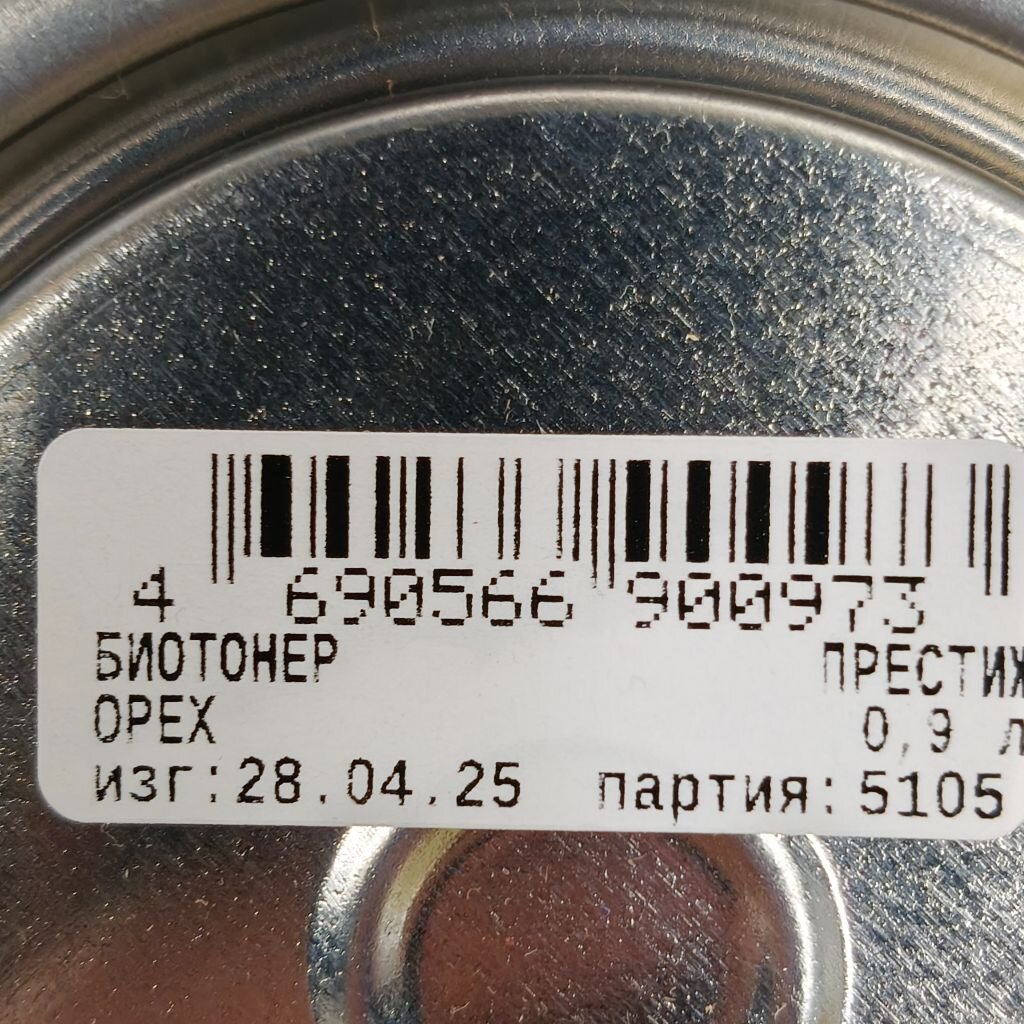 4 690566 900973
БИОТОНЕР ПРЕСТИЖ
ОРЕХ 0,9 л
изг:28.04.25 партия:5105